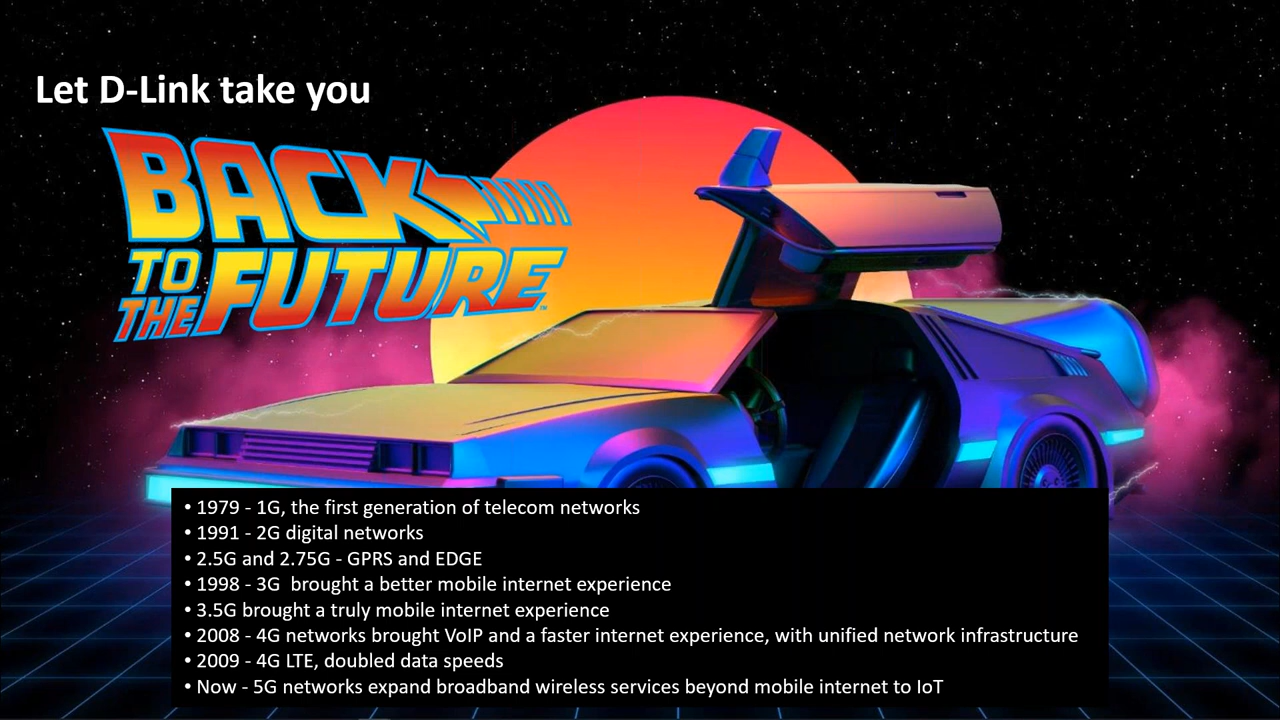 Let D-Link take you
BACK
TO
THE FUTURE™
• 1979 - 1G, the first generation of telecom networks
• 1991 - 2G digital networks
• 2.5G and 2.75G - GPRS and EDGE
• 1998 - 3G  brought a better mobile internet experience
• 3.5G brought a truly mobile internet experience
• 2008 - 4G networks brought VoIP and a faster internet experience, with unified network infrastructure
• 2009 - 4G LTE, doubled data speeds
• Now - 5G networks expand broadband wireless services beyond mobile internet to IoT